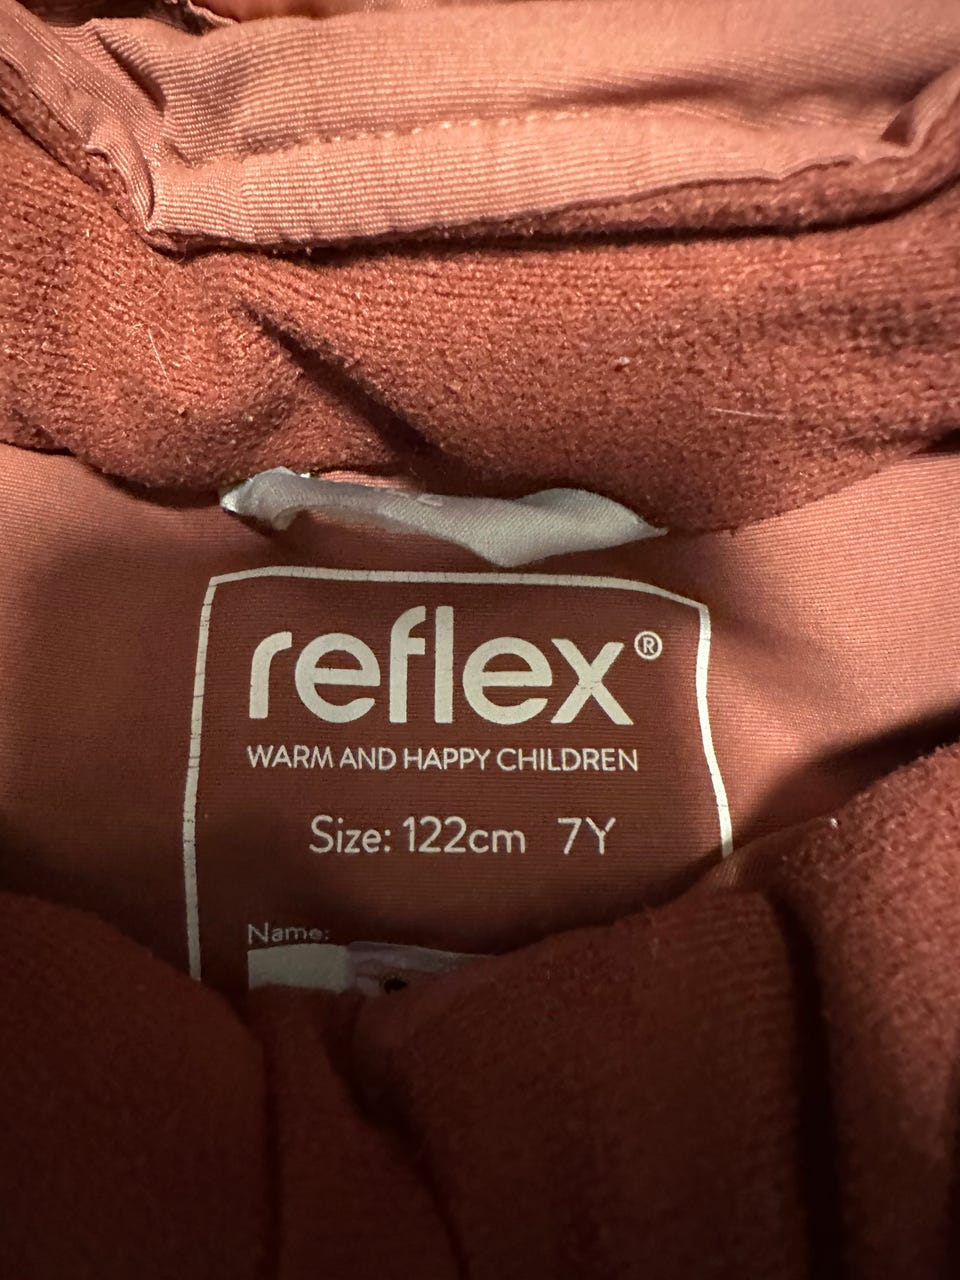 reflex®
WARM AND HAPPY CHILDREN
Size: 122cm 7Y
Name: